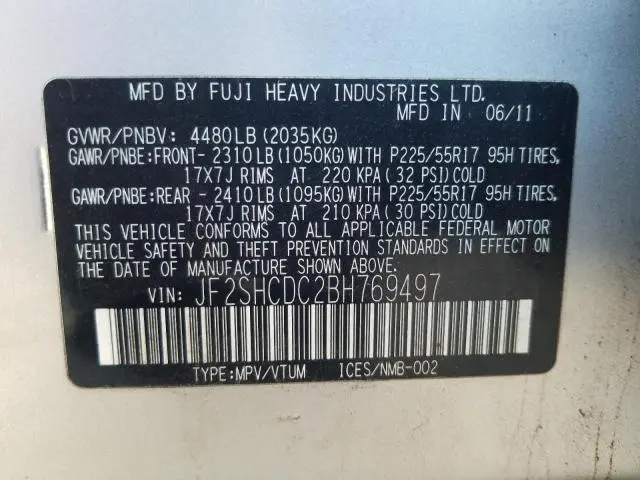 MFD BY FUJI HEAVY INDUSTRIES LTD.
MFD IN 06/11
GVWR/PNBV: 4480LB(2035KG)
GAWR/PNBE:FRONT- 2310LB(1050KG)WITH P225/55R17 95H TIRES,
17X7J RIMS AT 220 KPA(32 PSI)COLD
GAWR/PNBE:REAR - 2410LB(1095KG)WITH P225/55R17 95H TIRES,
17X7J RIMS AT 210 KPA(30 PSI)COLD
THIS VEHICLE CONFORMS TO ALL APPLICABLE FEDERAL MOTOR
VEHICLE SAFETY AND THEFT PREVENTION STANDARDS IN EFFECT ON
THE DATE OF MANUFACTURE SHOWN ABOVE.
VIN: JF2SHCDC2BH769497
TYPE:MPV/VTUM ICES/NMB-002